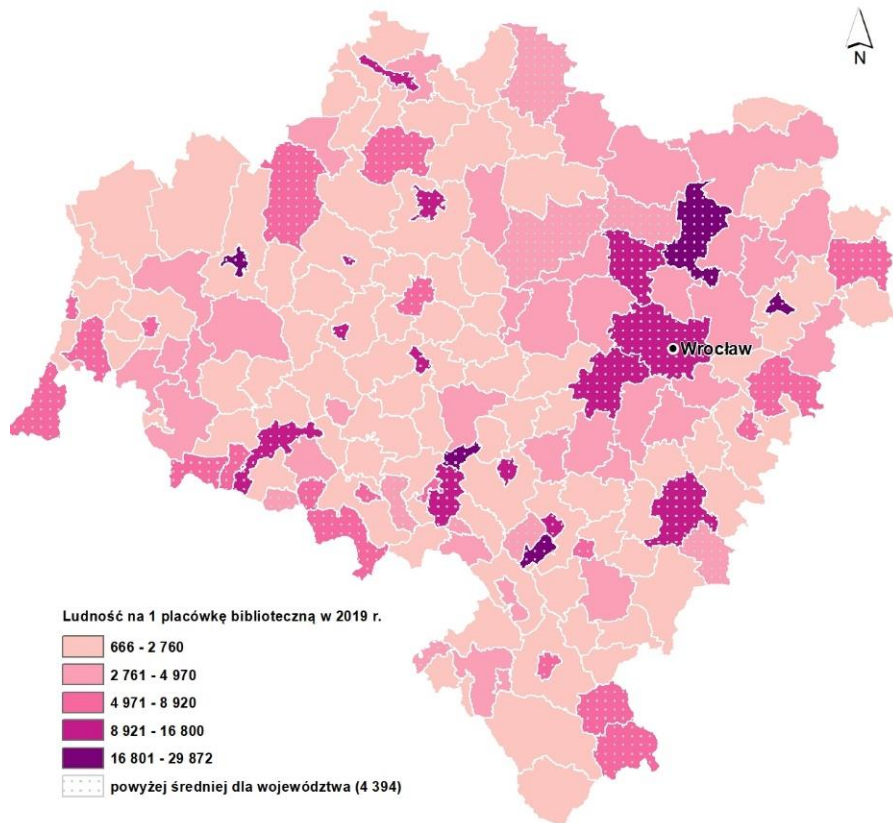 N
Wrocław
Ludność na 1 placówkę biblioteczną w 2019 r.
666 - 2 760
2 761 - 4 970
4 971 - 8 920
8 921 - 16 800
16 801 - 29 872
powyżej średniej dla województwa (4 394)